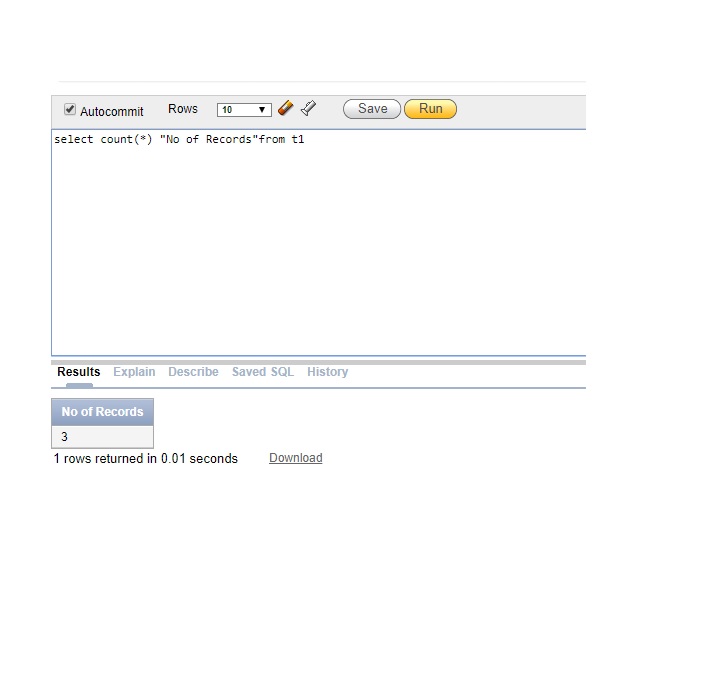 Autocommit Rows 10 Save Run
select count(*) "No of Records"from t1
Results Explain Describe Saved SQL History
No of Records
3
1 rows returned in 0.01 seconds Download